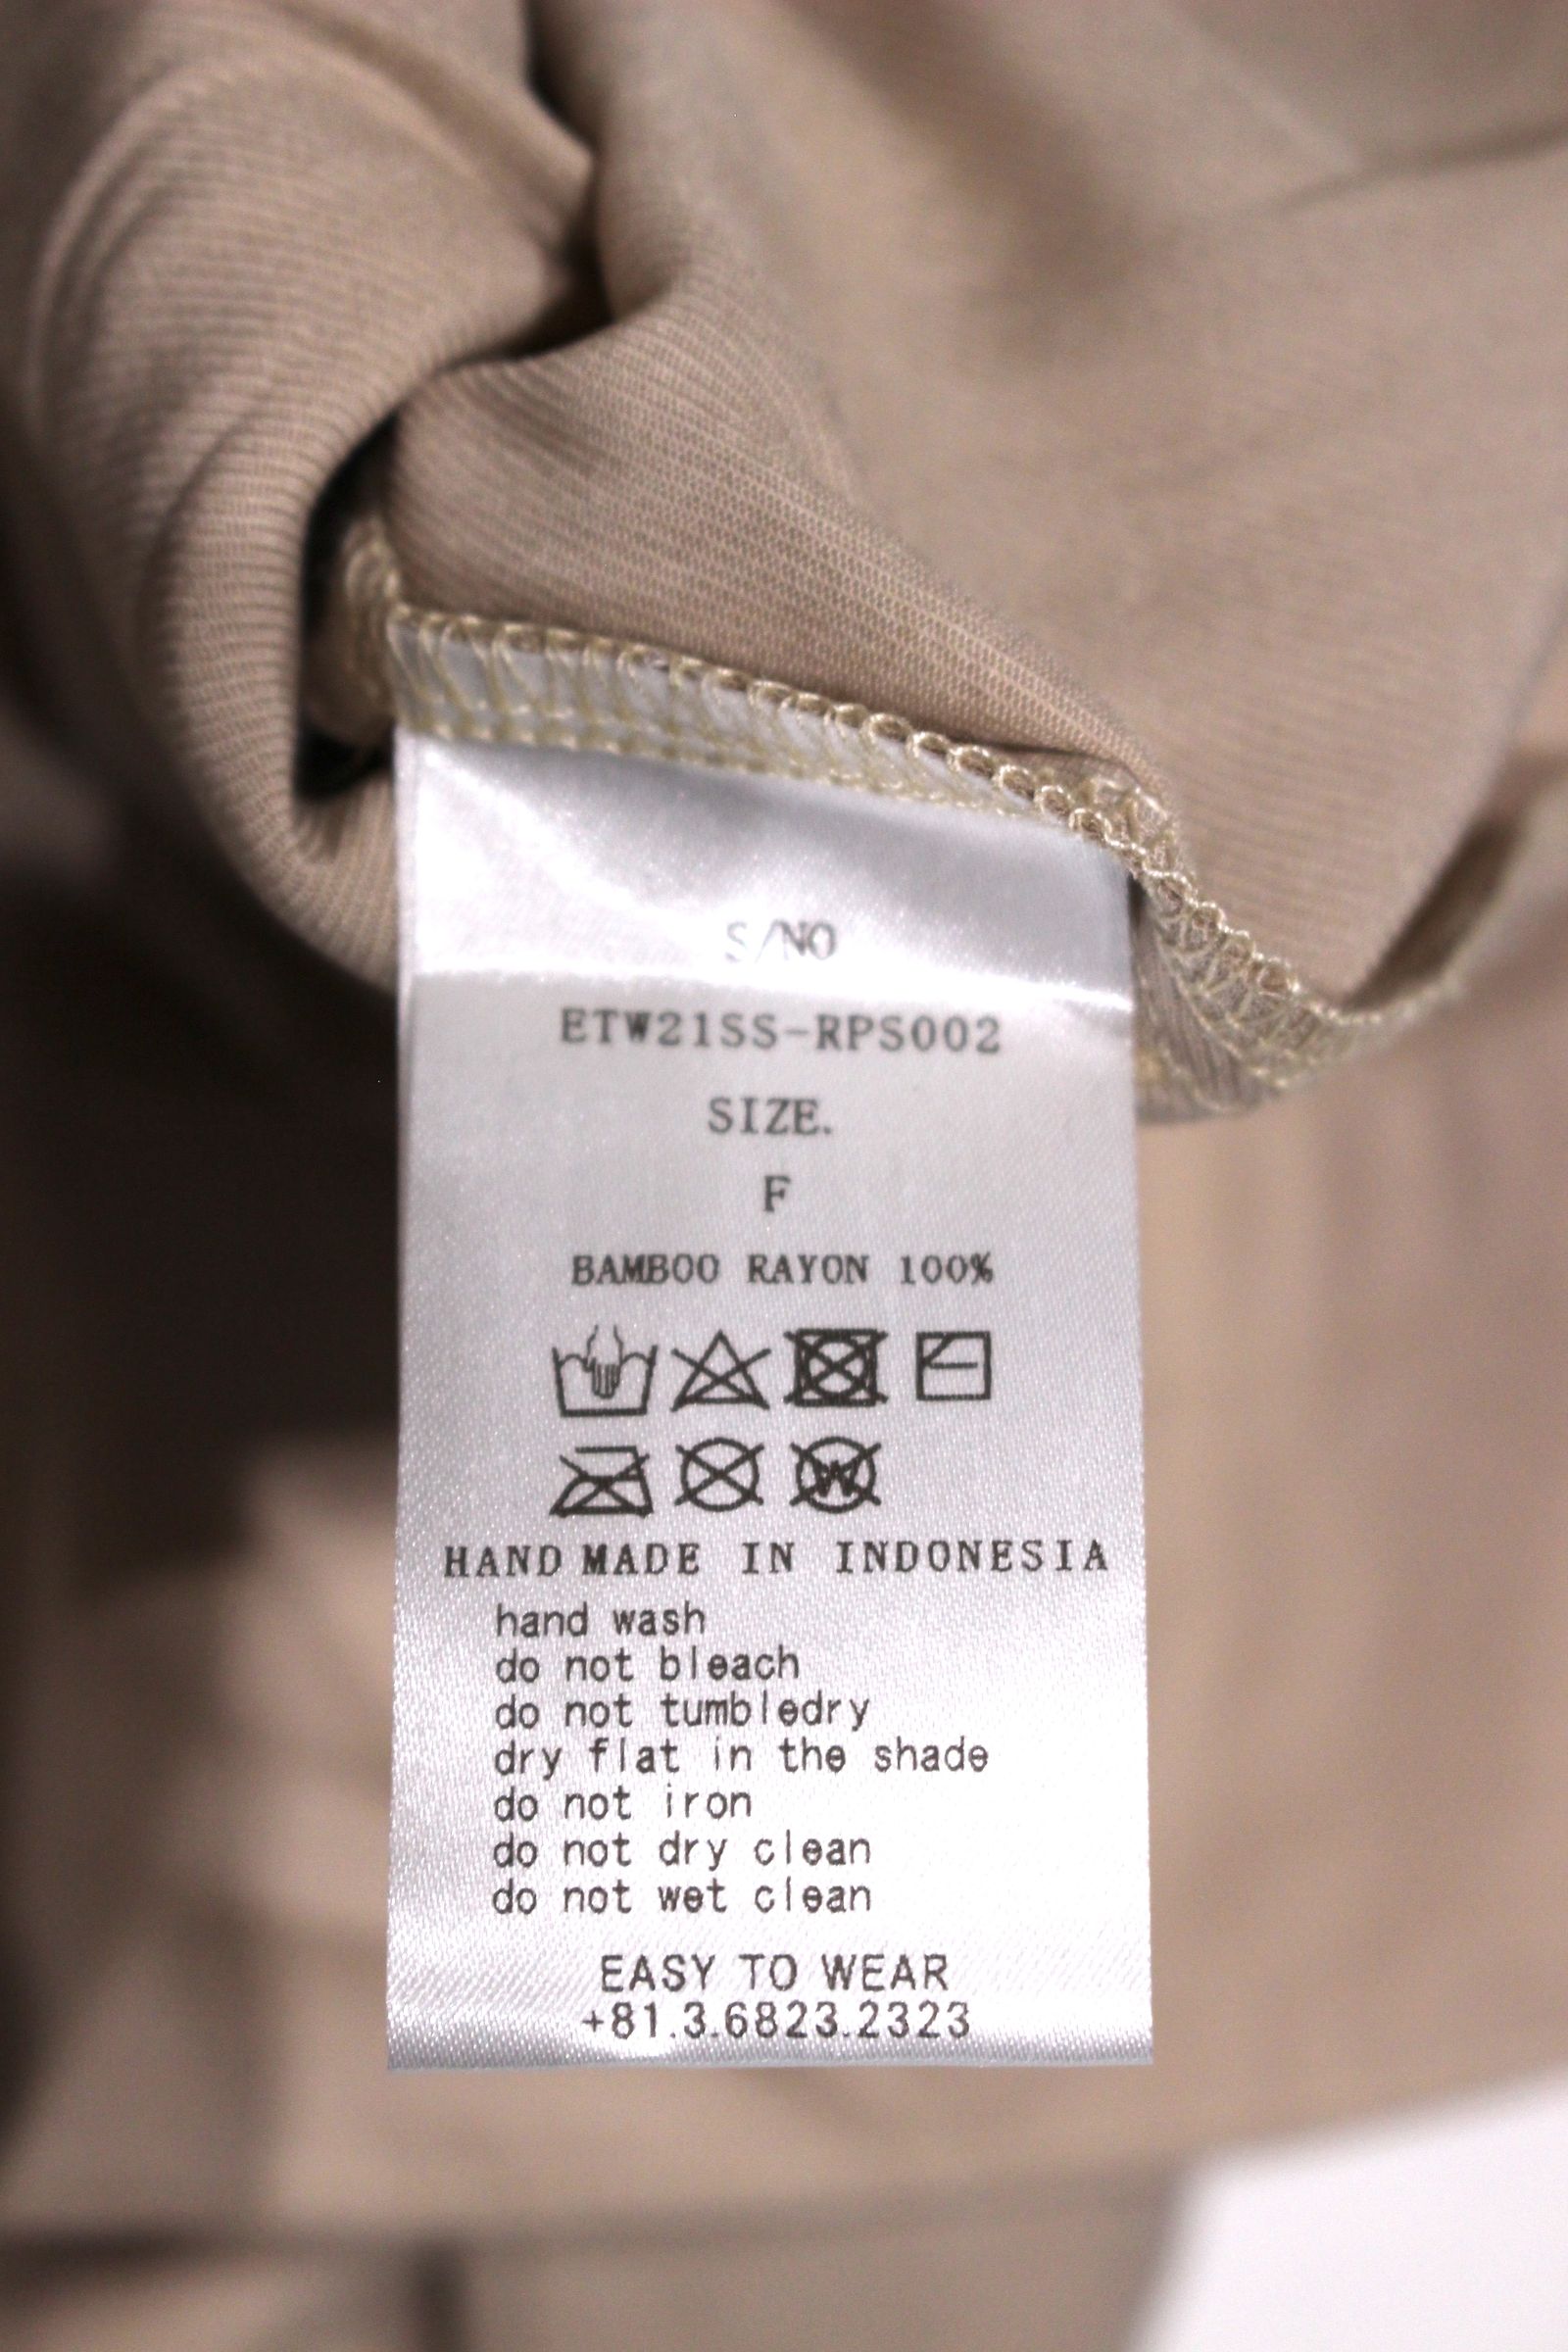 S/NO
ETW21SS-RPS002
SIZE.
F
BAMBOO RAYON 100%
W
HAND MADE IN INDONESIA
hand wash
do not bleach
do not tumbledry
dry flat in the shade
do not iron
do not dry clean
do not wet clean
EASY TO WEAR
+81.3.6823.2323